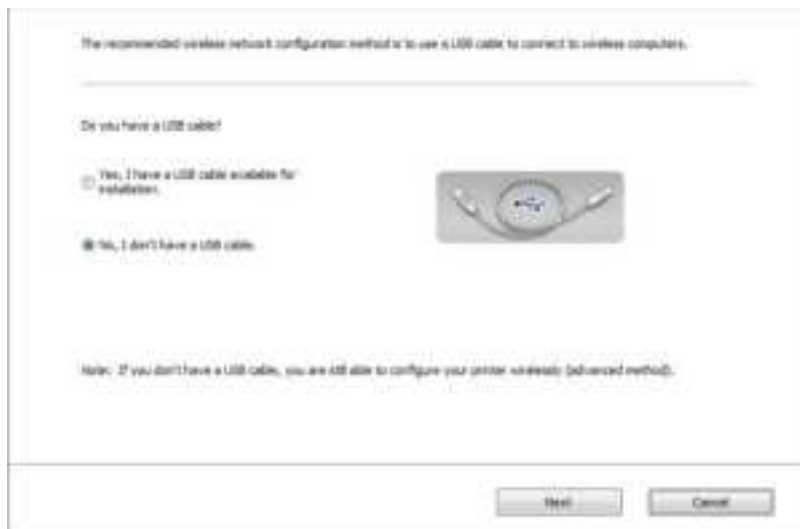 The recommended wireless network configuration method is to use a USB cable to connect to wireless computers.
Do you have a USB cable?
Yes, I have a USB cable available for
installation.
No, I don't have a USB cable.
Note: If you don't have a USB cable, you are still able to configure your printer wirelessly (advanced method).
Next
Cancel